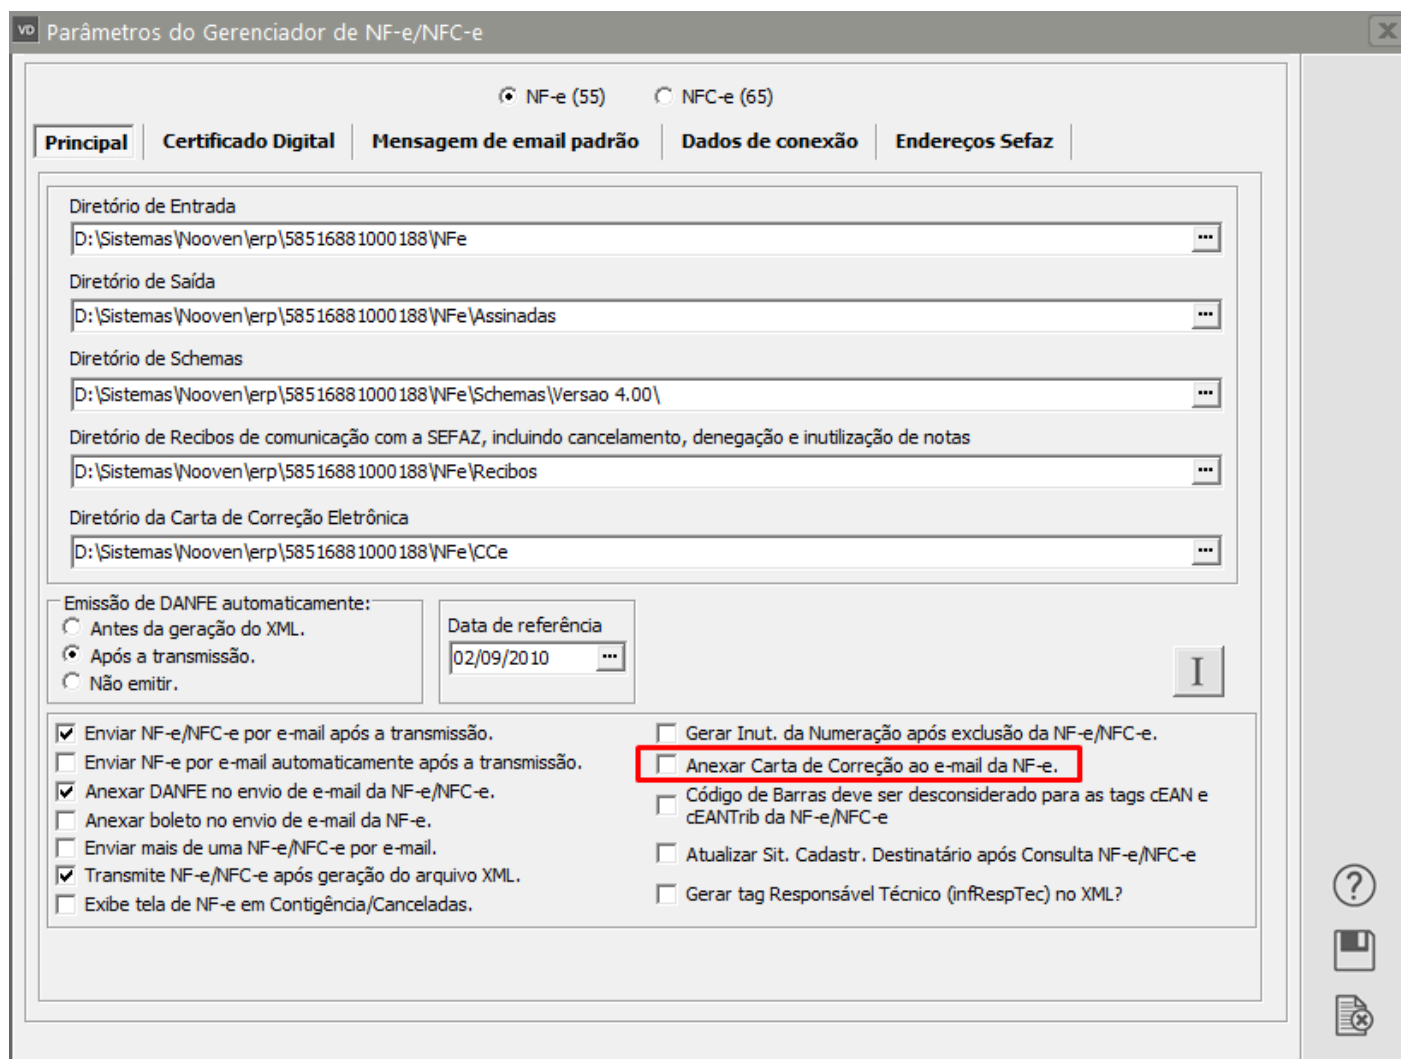 VD Parâmetros do Gerenciador de NF-e/NFC-e
NF-e (55) NFC-e (65)
Principal Certificado Digital Mensagem de email padrão Dados de conexão Endereços Sefaz
Diretório de Entrada
D:\Sistemas\Nooven\erp\58516881000188\NFe
Diretório de Saída
D:\Sistemas\Nooven\erp\58516881000188\NFe\Assinadas
Diretório de Schemas
D:\Sistemas\Nooven\erp\58516881000188\NFe\Schemas\Versao 4.00\
Diretório de Recibos de comunicação com a SEFAZ, incluindo cancelamento, denegação e inutilização de notas
D:\Sistemas\Nooven\erp\58516881000188\NFe\Recibos
Diretório da Carta de Correção Eletrônica
D:\Sistemas\Nooven\erp\58516881000188\NFe\CCe
Emissão de DANFE automaticamente:
Antes da geração do XML.
Após a transmissão.
Não emitir.
Data de referência
02/09/2010
I
Enviar NF-e/NFC-e por e-mail após a transmissão.
Enviar NF-e por e-mail automaticamente após a transmissão.
Anexar DANFE no envio de e-mail da NF-e/NFC-e.
Anexar boleto no envio de e-mail da NF-e.
Enviar mais de uma NF-e/NFC-e por e-mail.
Transmite NF-e/NFC-e após geração do arquivo XML.
Exibe tela de NF-e em Contigência/Canceladas.
Gerar Inut. da Numeração após exclusão da NF-e/NFC-e.
Anexar Carta de Correção ao e-mail da NF-e.
Código de Barras deve ser desconsiderado para as tags cEAN e
cEANTrib da NF-e/NFC-e
Atualizar Sit. Cadastr. Destinatário após Consulta NF-e/NFC-e
Gerar tag Responsável Técnico (infRespTec) no XML?